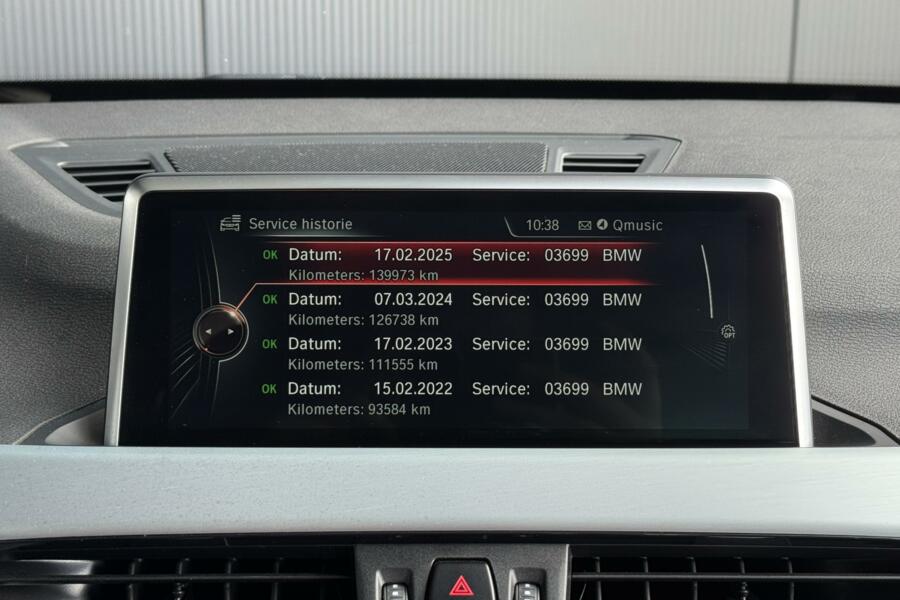 Service historie 10:38 Qmusic
OK Datum: 17.02.2025 Service: 03699 BMW
Kilometers: 139973 km
OK Datum: 07.03.2024 Service: 03699 BMW
Kilometers: 126738 km
OPT
OK Datum: 17.02.2023 Service: 03699 BMW
Kilometers: 111555 km
OK Datum: 15.02.2022 Service: 03699 BMW
Kilometers: 93584 km